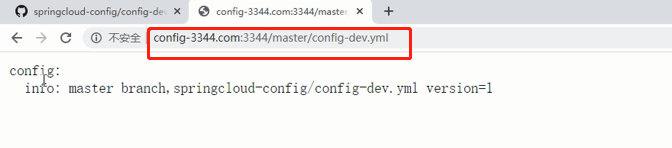 springcloud-config/config-de
config-3344.com:3344/master
不安全
config-3344.com:3344/master/config-dev.yml
config:
info: master branch,springcloud-config/config-dev.yml version=1